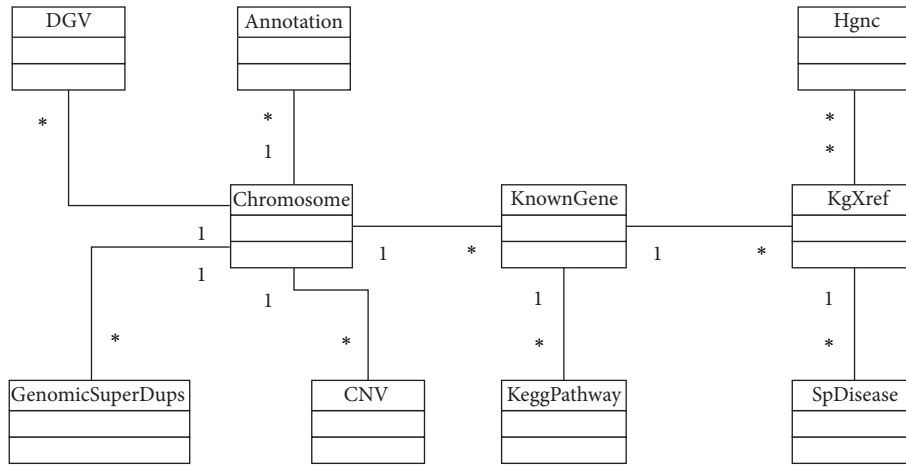 DGV
Annotation
Hgnc
*
*
1
*
*
Chromosome
KnownGene
KgXref
1
1
*
1
*
1
1
1
1
*
*
*
*
GenomicSuperDups
CNV
KeggPathway
SpDisease